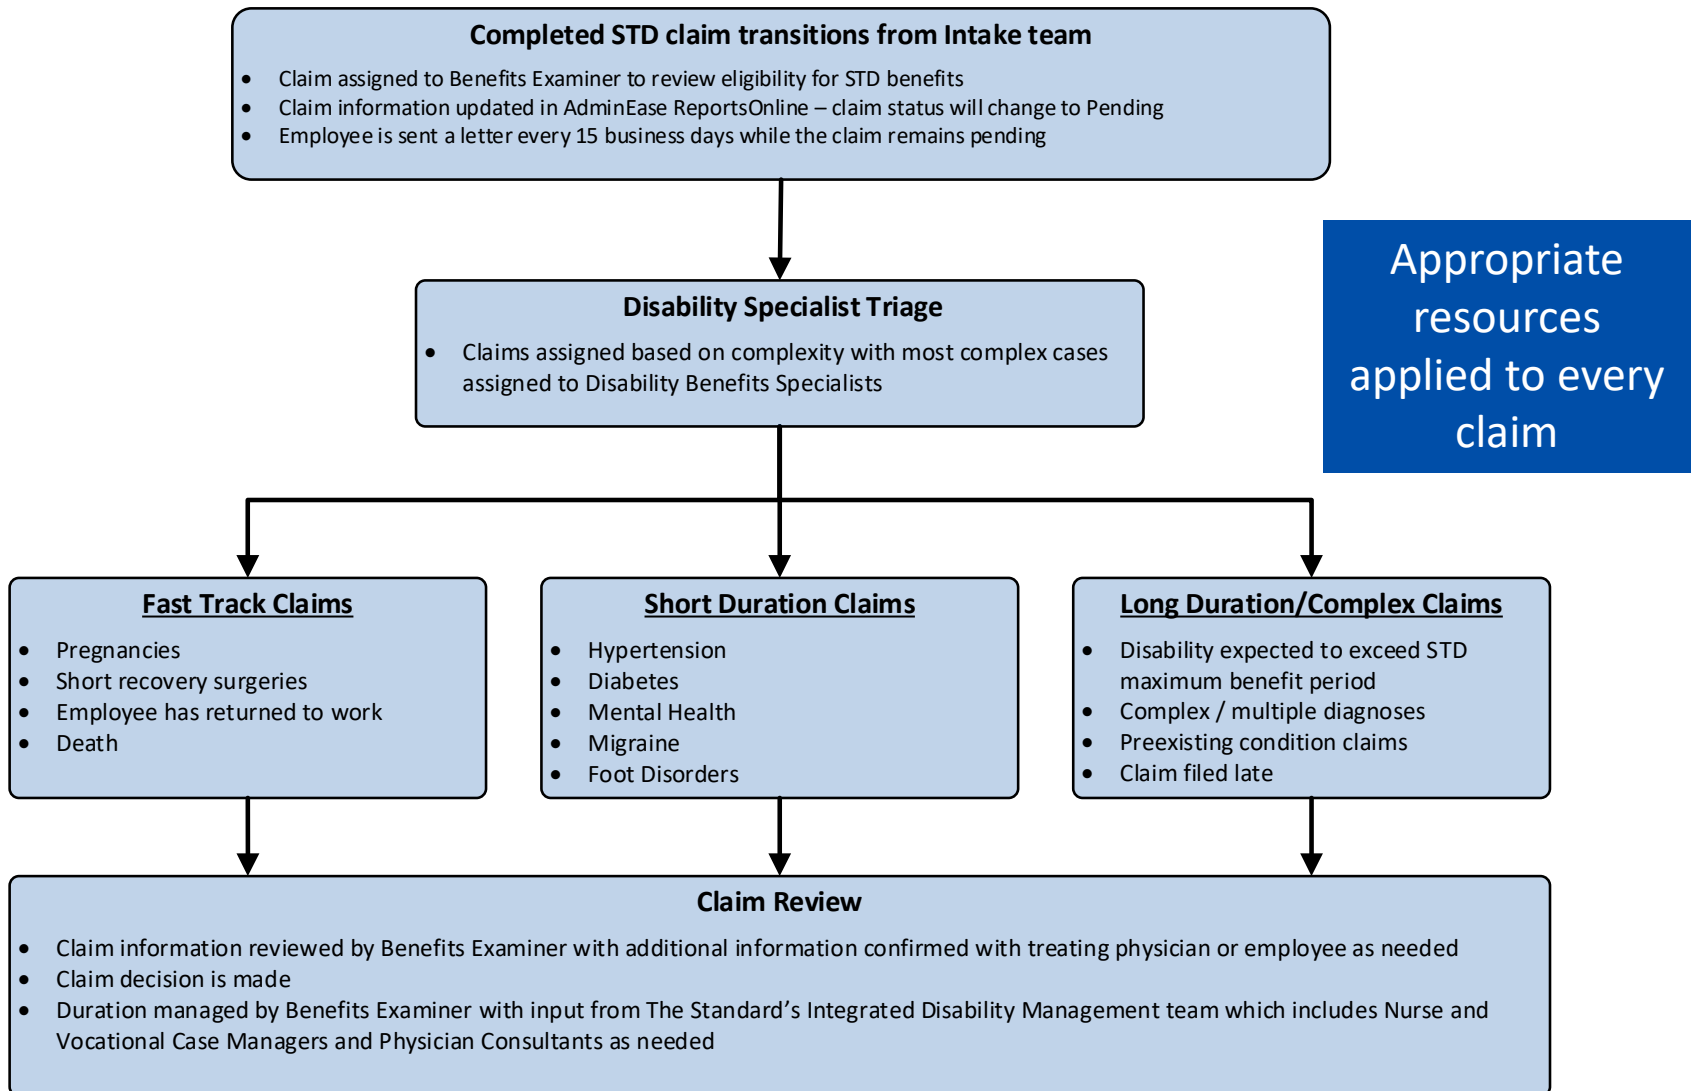 Completed STD claim transitions from Intake team
• Claim assigned to Benefits Examiner to review eligibility for STD benefits
• Claim information updated in AdminEase ReportsOnline – claim status will change to Pending
• Employee is sent a letter every 15 business days while the claim remains pending
Appropriate
resources
applied to every
claim
Disability Specialist Triage
• Claims assigned based on complexity with most complex cases
assigned to Disability Benefits Specialists
Fast Track Claims
• Pregnancies
• Short recovery surgeries
• Employee has returned to work
• Death
Short Duration Claims
• Hypertension
• Diabetes
• Mental Health
• Migraine
• Foot Disorders
Long Duration/Complex Claims
• Disability expected to exceed STD
maximum benefit period
• Complex / multiple diagnoses
• Preexisting condition claims
• Claim filed late
Claim Review
• Claim information reviewed by Benefits Examiner with additional information confirmed with treating physician or employee as needed
• Claim decision is made
• Duration managed by Benefits Examiner with input from The Standard’s Integrated Disability Management team which includes Nurse and
Vocational Case Managers and Physician Consultants as needed